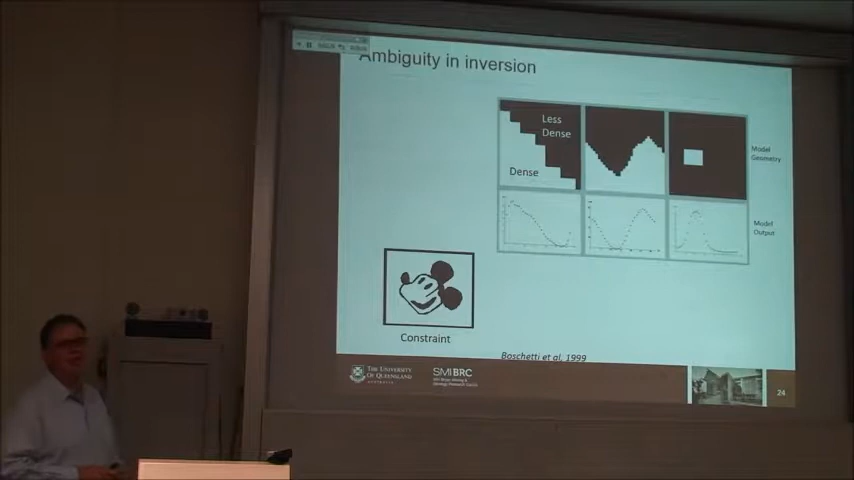 Ambiguity in inversion
Less
Dense
Dense
Model
Geometry
Model
Output
Constraint
Boschetti et al, 1999
THE UNIVERSITY
OF QUEENSLAND
AUSTRALIA
SMI BRC
24